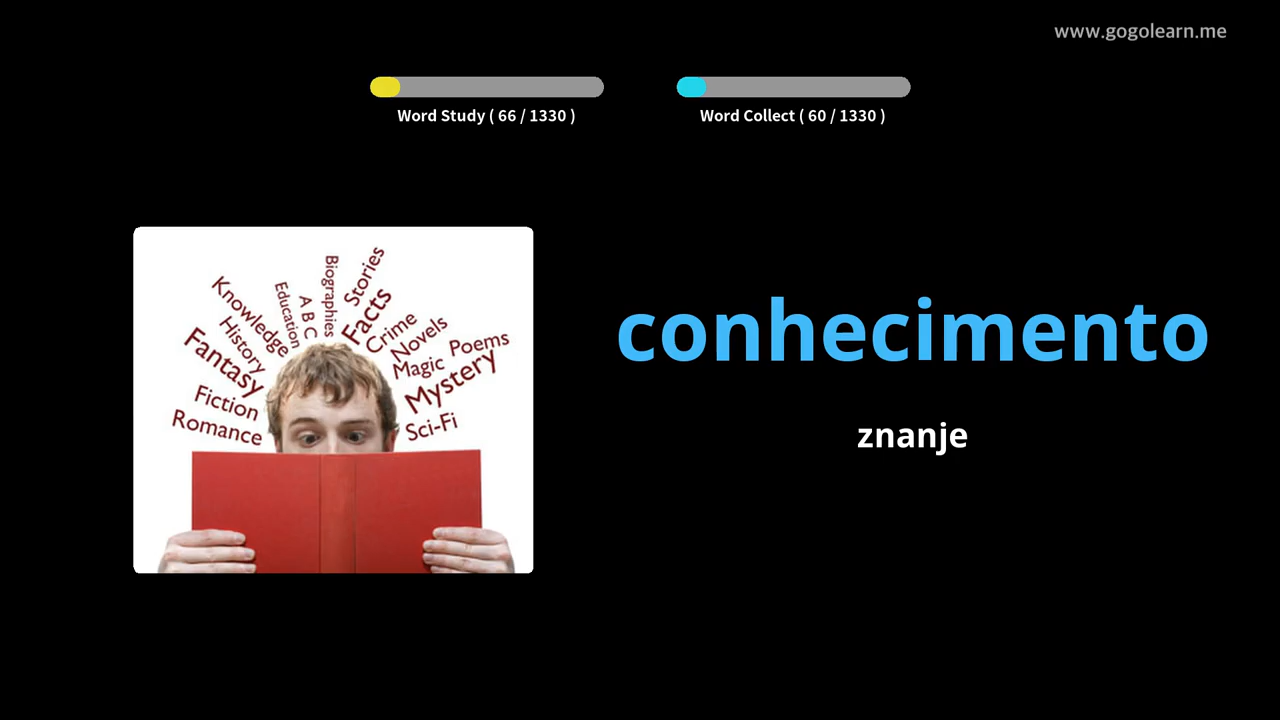 www.gogolearn.me
Word Study ( 66 / 1330 )
Word Collect ( 60 / 1330 )
Knowledge
Education
A B C
Biographies
Stories
Facts
Crime
Novels
Poems
History
Fantasy
Magic
Mystery
Fiction
Romance
Sci-Fi
conhecimento
znanje